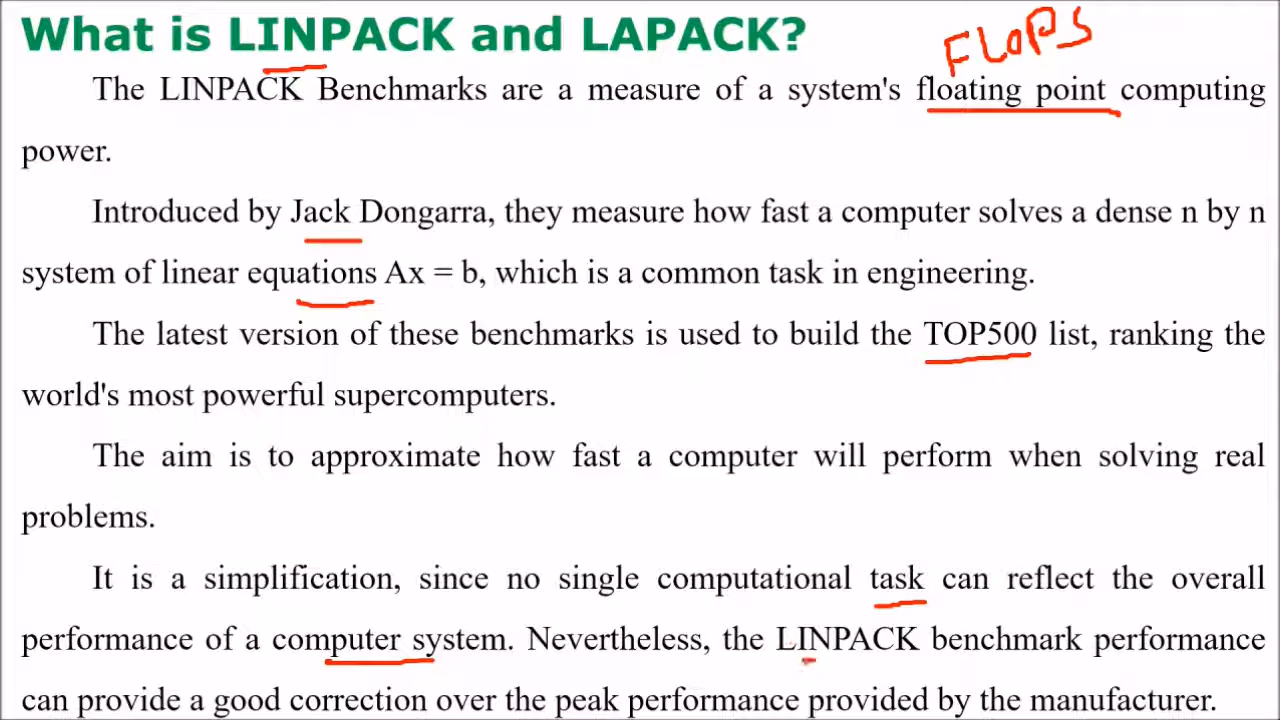 What is LINPACK and LAPACK?
FLOPS
The LINPACK Benchmarks are a measure of a system's floating point computing
power.
Introduced by Jack Dongarra, they measure how fast a computer solves a dense n by n
system of linear equations Ax = b, which is a common task in engineering.
The latest version of these benchmarks is used to build the TOP500 list, ranking the
world's most powerful supercomputers.
The aim is to approximate how fast a computer will perform when solving real
problems.
It is a simplification, since no single computational task can reflect the overall
performance of a computer system. Nevertheless, the LINPACK benchmark performance
can provide a good correction over the peak performance provided by the manufacturer.